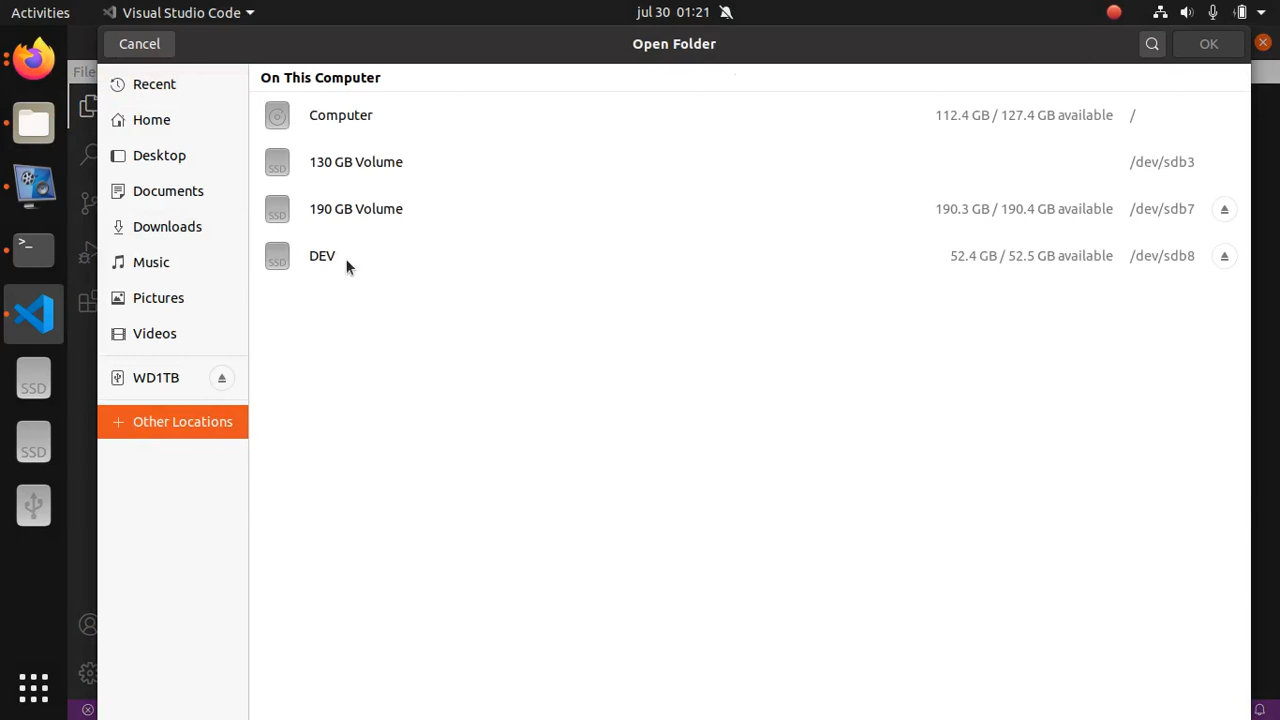 Activities
Visual Studio Code
jul 30 01:21
Cancel
Open Folder
OK
File
Recent
Home
Desktop
Documents
Downloads
Music
Pictures
Videos
WD1TB
Other Locations
On This Computer
Computer 112.4 GB / 127.4 GB available /
SSD 130 GB Volume /dev/sdb3
SSD 190 GB Volume 190.3 GB / 190.4 GB available /dev/sdb7
SSD DEV 52.4 GB / 52.5 GB available /dev/sdb8
>_
SSD
SSD